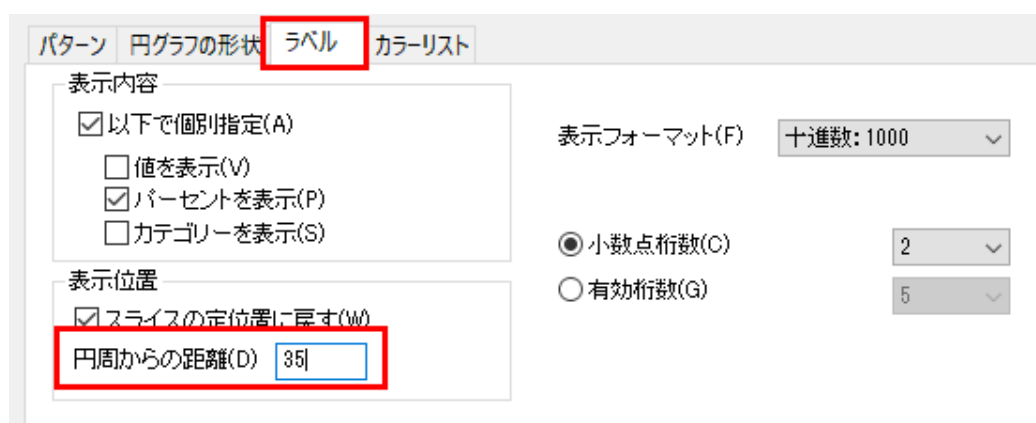 パターン 円グラフの形状 ラベル カラーリスト
表示内容
以下で個別指定(A)
値を表示(V)
パーセントを表示(P)
カテゴリーを表示(S)
表示位置
スライスの定位置に戻す(W)
円周からの距離(D) 35
表示フォーマット(F) 十進数: 1000
小数点桁数(C) 2
有効桁数(G) 5